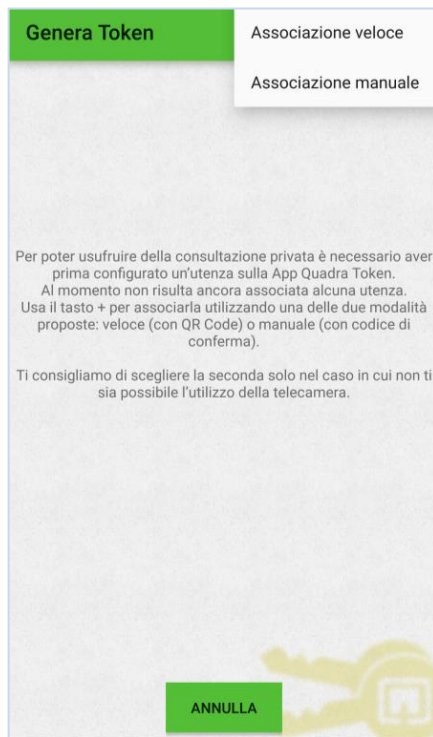 Genera Token
Associazione veloce
Associazione manuale
Per poter usufruire della consultazione privata è necessario aver
prima configurato un'utenza sulla App Quadra Token.
Al momento non risulta ancora associata alcuna utenza.
Usa il tasto + per associarla utilizzando una delle due modalità
proposte: veloce (con QR Code) o manuale (con codice di
conferma).
Ti consigliamo di scegliere la seconda solo nel caso in cui non ti
sia possibile l'utilizzo della telecamera.
ANNULLA